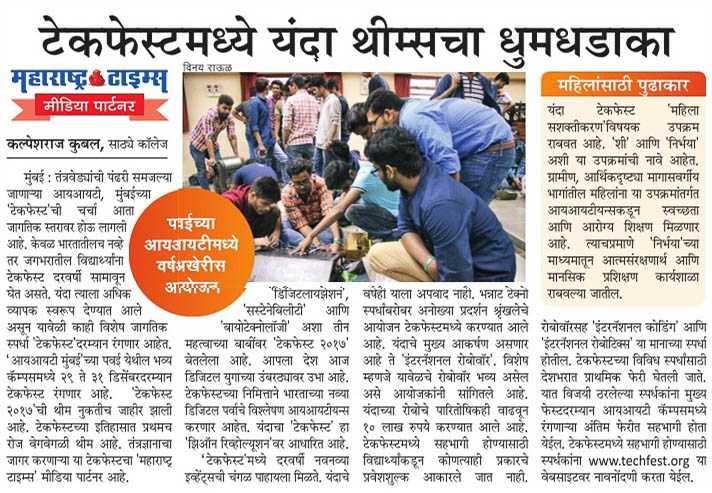 टेकफेस्टमध्ये यंदा थीम्सचा धुमधडाका
महाराष्ट्र टाइम्स
मीडिया पार्टनर
विनय राऊळ
कल्पेशराज कुबल, साठ्ये कॉलेज
मुंबई : तंत्रवेड्यांची पंढरी समजल्या
जाणाऱ्या आयआयटी, मुंबईच्या
'टेकफेस्ट'ची चर्चा आता
जागतिक स्तरावर होऊ लागली
आहे. केवळ भारतातीलच नव्हे
तर जगभरातील विद्यार्थ्यांना
टेकफेस्ट दरवर्षी सामावून
घेत असते. यंदा त्याला अधिक
व्यापक स्वरूप देण्यात आले
असून यावेळी काही विशेष जागतिक
स्पर्धा 'टेकफेस्ट'दरम्यान रंगणार आहेत.
'आयआयटी मुंबई'च्या पवई येथील भव्य
कॅम्पसमध्ये २९ ते ३१ डिसेंबरदरम्यान
टेकफेस्ट रंगणार आहे. 'टेकफेस्ट
२०१७'ची थीम नुकतीच जाहीर झाली
आहे. टेकफेस्टच्या इतिहासात प्रथमच
रोज वेगवेगळी थीम आहे. तंत्रज्ञानाचा
जागर करणाऱ्या या टेकफेस्टचा 'महाराष्ट्र
टाइम्स' मीडिया पार्टनर आहे.
पवईच्या
आयआयटीमध्ये
वर्षअखेरीस
आयोजन
'डिजिटलायझेशन',
'सस्टेनेबिलीटी' आणि
'बायोटेक्नोलॉजी' अशा तीन
महत्वाच्या बाबींवर 'टेकफेस्ट २०१७'
बेतलेला आहे. आपला देश आज
डिजिटल युगाच्या उंबरठ्यावर उभा आहे.
टेकफेस्टच्या निमित्ताने भारताच्या नव्या
डिजिटल पर्वाचे विश्लेषण आयआयटीयन्स
करणार आहेत. यंदाचा 'टेकफेस्ट' हा
'झिऑन रिव्होल्यूशन'वर आधारित आहे.
'टेकफेस्ट'मध्ये दरवर्षी नवनव्या
इव्हेंट्सची चंगळ पाहायला मिळते. यंदाचे
वर्षही याला अपवाद नाही. भन्नाट टेक्नो
स्पर्धांबरोबर अनोख्या प्रदर्शन श्रृंखलेचे
आयोजन टेकफेस्टमध्ये करण्यात आले
आहे. यंदाचे मुख्य आकर्षण असणार
आहे ते 'इंटरनॅशनल रोबोवॉर'. विशेष
म्हणजे यावेळचे रोबोवॉर भव्य असेल
असे आयोजकांनी सांगितले आहे.
यंदाच्या रोबोचे पारितोषिकही वाढवून
१० लाख रुपये करण्यात आले आहे.
टेकफेस्टमध्ये सहभागी होण्यासाठी
विद्यार्थ्यांकडून कोणत्याही प्रकारचे
प्रवेशशुल्क आकारले जात नाही.
महिलांसाठी पुढाकार
यंदा टेकफेस्ट 'महिला
सशक्तीकरण'विषयक उपक्रम
राबवत आहे. 'शी' आणि 'निर्भया'
अशी या उपक्रमांची नावे आहेत.
ग्रामीण, आर्थिकदृष्ट्या मागासवर्गीय
भागांतील महिलांना या उपक्रमांतर्गत
आयआयटीयन्सकडून स्वच्छता
आणि आरोग्य शिक्षण मिळणार
आहे. त्याचप्रमाणे 'निर्भया'च्या
माध्यमातून आत्मसंरक्षणार्थ आणि
मानसिक प्रशिक्षण कार्यशाळा
राबवल्या जातील.
रोबोवॉरसह 'इंटरनॅशनल कोडिंग' आणि
'इंटरनॅशनल रोबोटिक्स' या मानाच्या स्पर्धा
होतील. टेकफेस्टच्या विविध स्पर्धांसाठी
देशभरात प्राथमिक फेरी घेतली जाते.
यात विजयी ठरलेल्या स्पर्धकांना मुख्य
फेस्टदरम्यान आयआयटी कॅम्पसमध्ये
रंगणाऱ्या अंतिम फेरीत सहभागी होता
येईल. टेकफेस्टमध्ये सहभागी होण्यासाठी
स्पर्धकांना www.techfest.org या
वेबसाइटवर नावनोंदणी करता येईल.